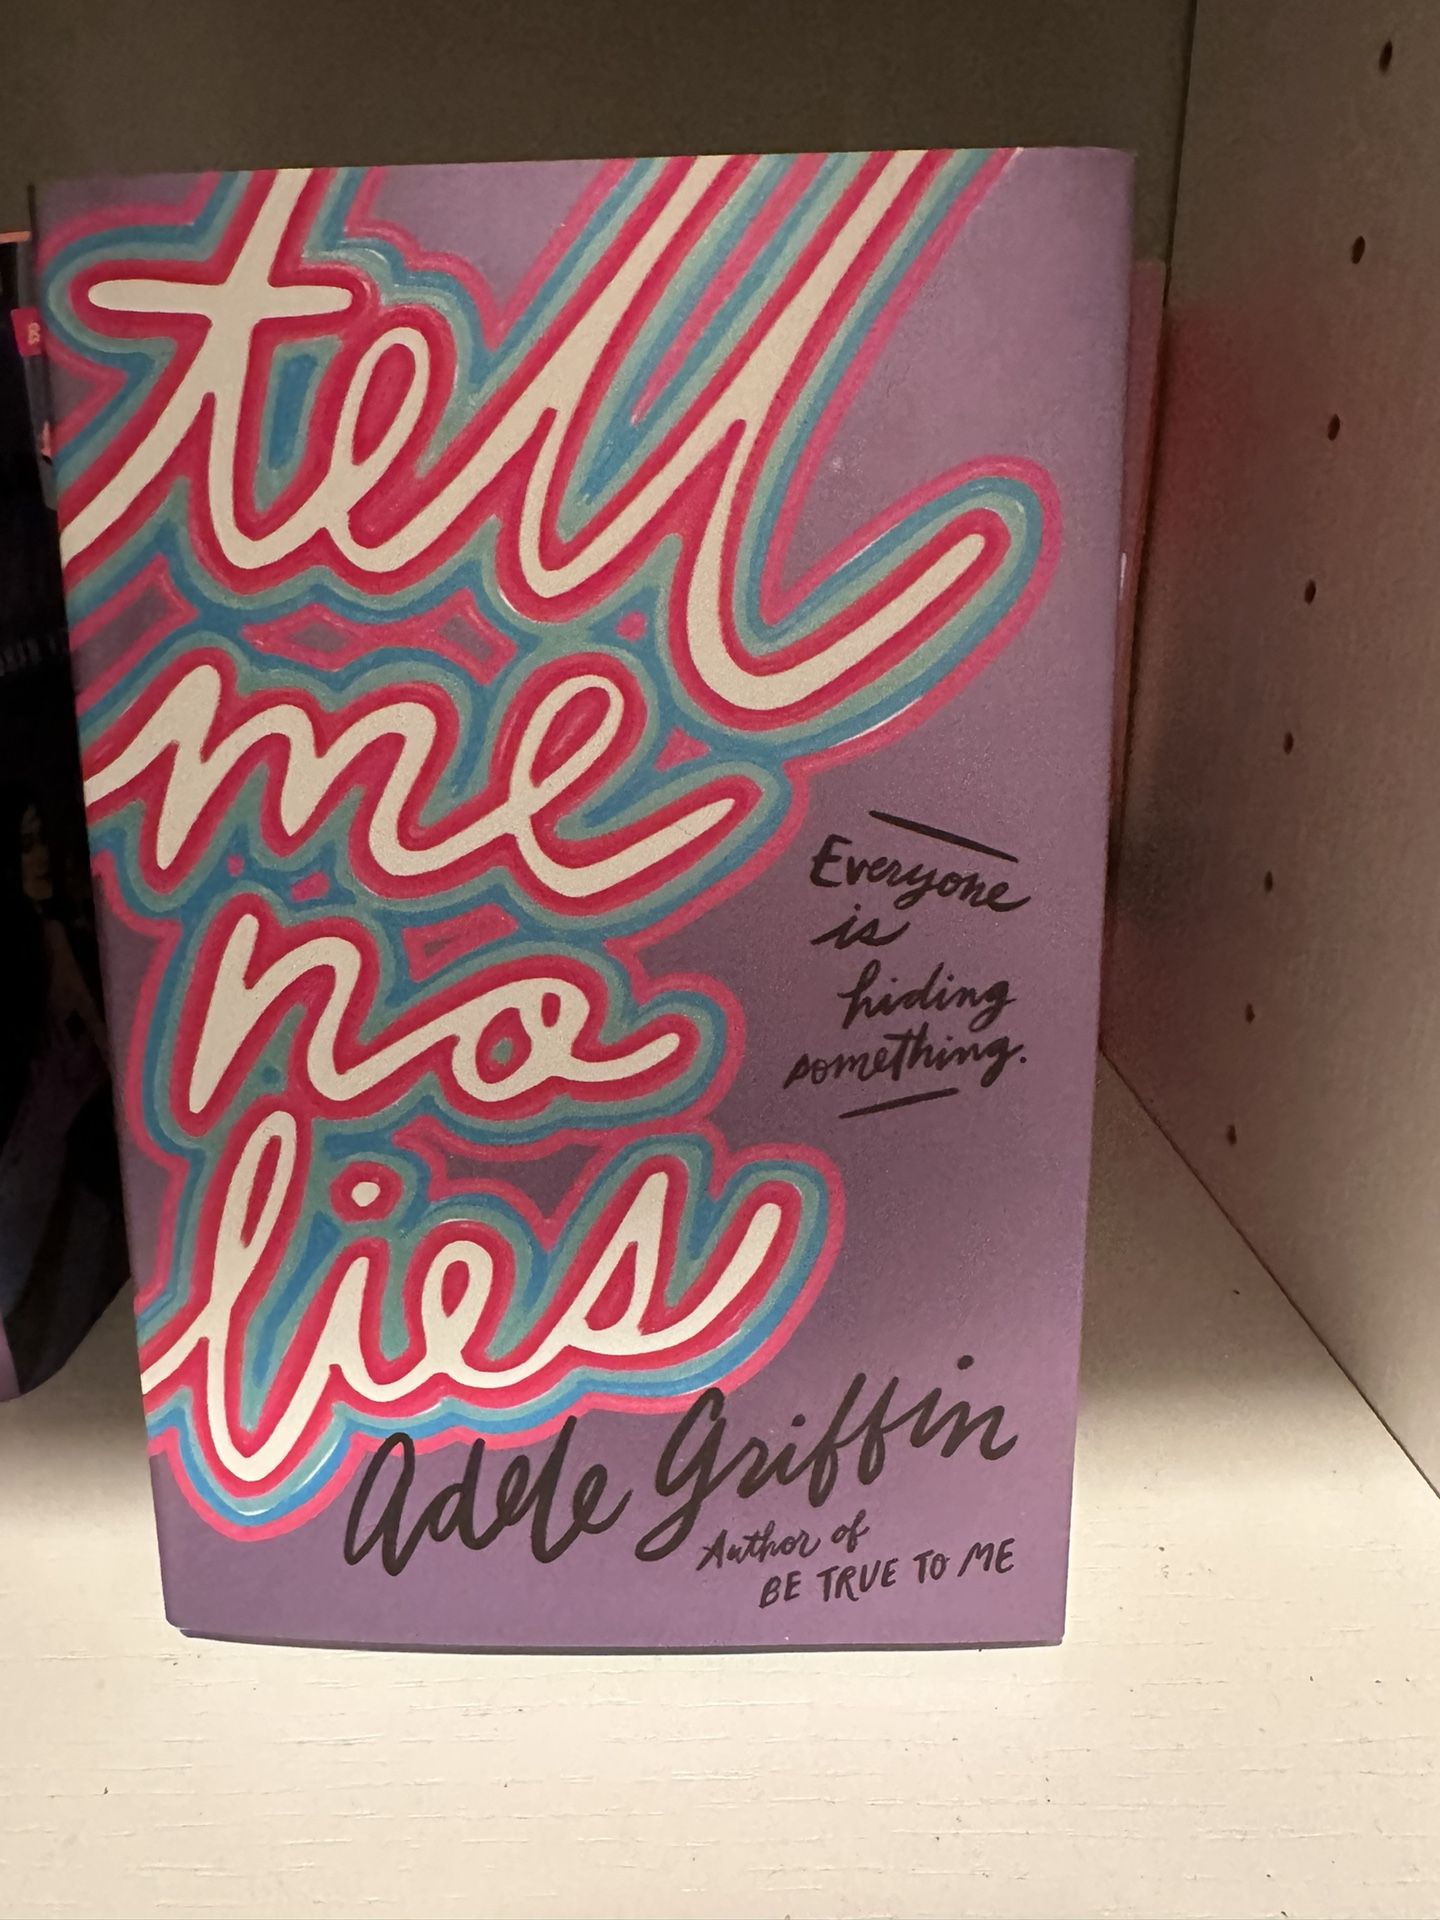 tell
me
no
lies
Everyone
is
hiding
something.
Adele Griffin
Author of
BE TRUE TO ME